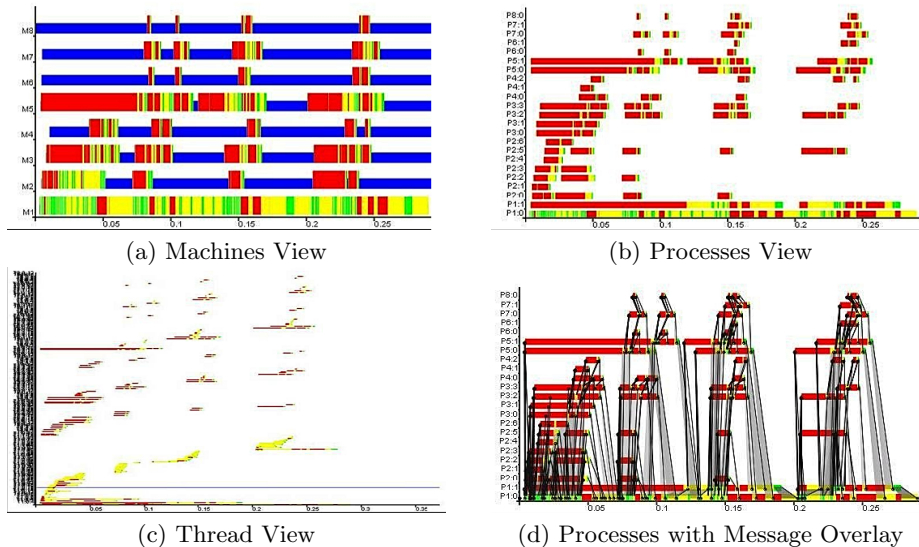 M8
M7
M6
M5
M4
M3
M2
M1
0.05
0.1
0.15
0.2
0.25
(a) Machines View
P8:0
P7:1
P7:0
P6:1
P6:0
P5:1
P5:0
P4:2
P4:1
P4:0
P3:3
P3:2
P3:1
P3:0
P2:6
P2:5
P2:4
P2:3
P2:2
P2:1
P2:0
P1:1
P1:0
0.05
0.1
0.15
0.2
0.25
(b) Processes View
0.05
0.1
0.15
0.2
0.25
0.3
0.35
(c) Thread View
P8:0
P7:1
P7:0
P6:1
P6:0
P5:1
P5:0
P4:2
P4:1
P4:0
P3:3
P3:2
P3:1
P3:0
P2:6
P2:5
P2:4
P2:3
P2:2
P2:1
P2:0
P1:1
P1:0
0.05
0.1
0.15
0.2
0.25
(d) Processes with Message Overlay